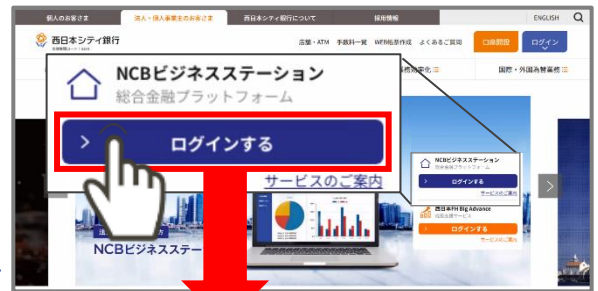 個人のお客さま
法人・個人事業主のお客さま
西日本シティ銀行について
採用情報
ENGLISH
西日本シティ銀行
店舗・ATM
手数料一覧
WEB帳票作成
よくあるご質問
口座開設
ログイン
国際・外国為替業務
NCBビジネスステーション
総合金融プラットフォーム
ログインする
サービスのご案内
NCBビジネスステーション
総合金融プラットフォーム
ログインする
サービスのご案内
西日本FH Big Advance
ログインする
サービスのご案内
NCBビジネスステー